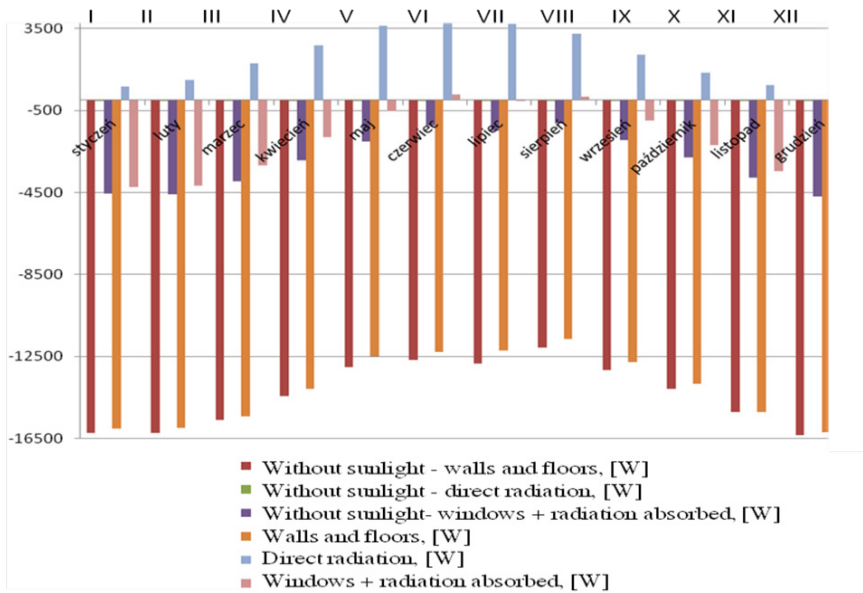 I II III IV V VI VII VIII IX X XI XII
3500
-500
styczeń luty marzec kwiecień maj czerwiec lipiec sierpień wrzesień październik listopad grudzień
-4500
-8500
-12500
-16500
Without sunlight - walls and floors, [W]
Without sunlight - direct radiation, [W]
Without sunlight- windows + radiation absorbed, [W]
Walls and floors, [W]
Direct radiation, [W]
Windows + radiation absorbed, [W]